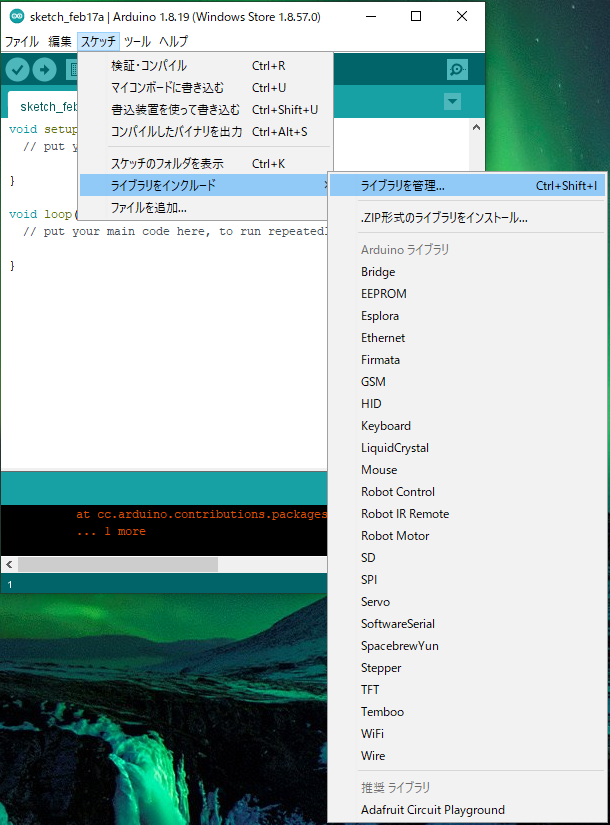 sketch_feb17a | Arduino 1.8.19 (Windows Store 1.8.57.0)
ファイル 編集 スケッチ ツール ヘルプ
検証・コンパイル Ctrl+R
マイコンボードに書き込む Ctrl+U
書込装置を使って書き込む Ctrl+Shift+U
コンパイルしたバイナリを出力 Ctrl+Alt+S
スケッチのフォルダを表示 Ctrl+K
ライブラリをインクルード
ファイルを追加...
sketch_feb
void setup
// put y
}
void loop(
// put your main code here, to run repeatedl
}
ライブラリを管理... Ctrl+Shift+I
.ZIP形式のライブラリをインストール...
Arduino ライブラリ
Bridge
EEPROM
Esplora
Ethernet
Firmata
GSM
HID
Keyboard
LiquidCrystal
Mouse
Robot Control
Robot IR Remote
Robot Motor
SD
SPI
Servo
SoftwareSerial
SpacebrewYun
Stepper
TFT
Temboo
WiFi
Wire
推奨 ライブラリ
Adafruit Circuit Playground
at cc.arduino.contributions.packages
... 1 more
1